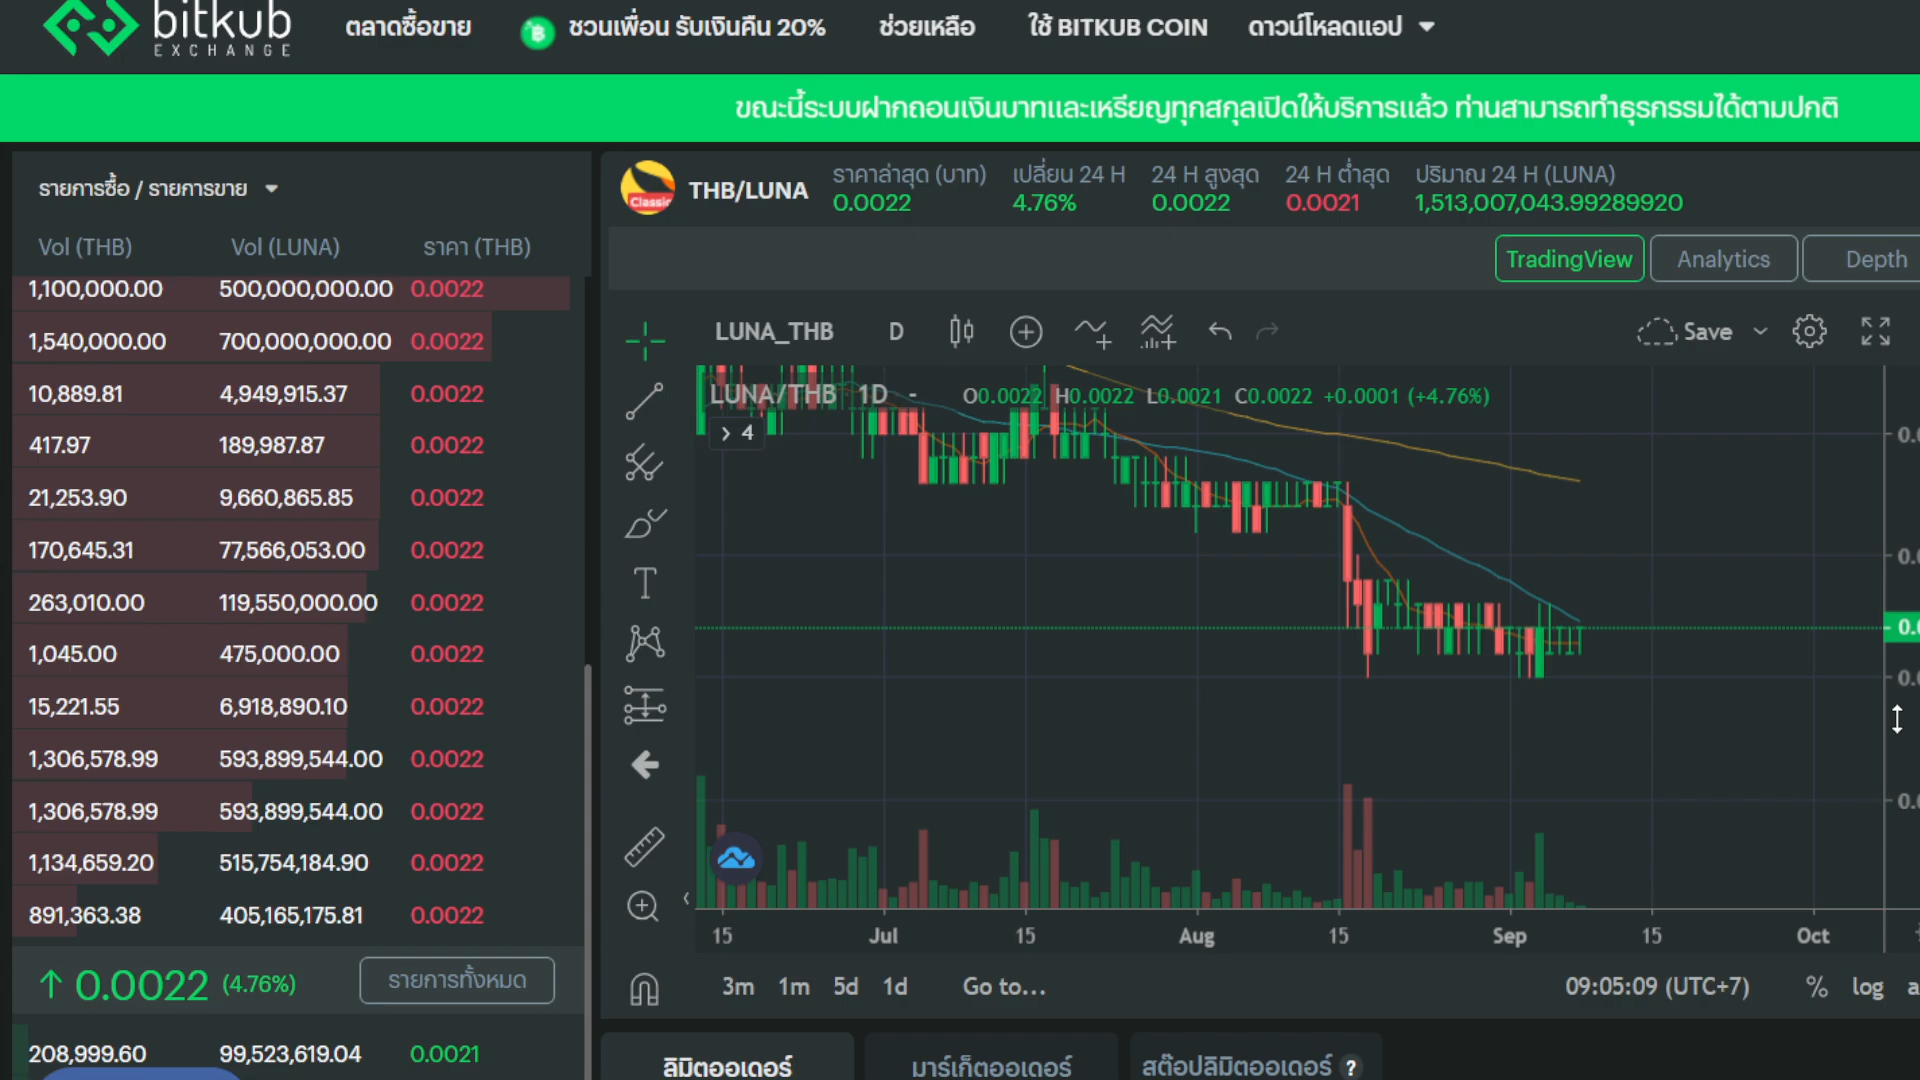 bitkub
EXCHANGE
ตลาดซื้อขาย
ชวนเพื่อน รับเงินคืน 20%
ช่วยเหลือ
ใช้ BITKUB COIN
ดาวน์โหลดแอป
ขณะนี้ระบบฝากถอนเงินบาทและเหรียญทุกสกุลเปิดให้บริการแล้ว ท่านสามารถทำธุรกรรมได้ตามปกติ
รายการซื้อ / รายการขาย
Vol (THB) Vol (LUNA) ราคา (THB)
1,100,000.00 500,000,000.00 0.0022
1,540,000.00 700,000,000.00 0.0022
10,889.81 4,949,915.37 0.0022
417.97 189,987.87 0.0022
21,253.90 9,660,865.85 0.0022
170,645.31 77,566,053.00 0.0022
263,010.00 119,550,000.00 0.0022
1,045.00 475,000.00 0.0022
15,221.55 6,918,890.10 0.0022
1,306,578.99 593,899,544.00 0.0022
1,306,578.99 593,899,544.00 0.0022
1,134,659.20 515,754,184.90 0.0022
891,363.38 405,165,175.81 0.0022
↑ 0.0022 (4.76%) รายการทั้งหมด
208,999.60 99,523,619.04 0.0021
Classic
THB/LUNA
ราคาล่าสุด (บาท) เปลี่ยน 24 H 24 H สูงสุด 24 H ต่ำสุด ปริมาณ 24 H (LUNA)
0.0022 4.76% 0.0022 0.0021 1,513,007,043.99289920
TradingView Analytics Depth
LUNA_THB D Save
LUNA/THB 1D - O0.0022 H0.0022 L0.0021 C0.0022 +0.0001 (+4.76%)
4
15 Jul 15 Aug 15 Sep 15 Oct
3m 1m 5d 1d Go to... 09:05:09 (UTC+7) % log
ลิมิตออเดอร์ มาร์เก็ตออเดอร์ สต๊อปลิมิตออเดอร์ ?